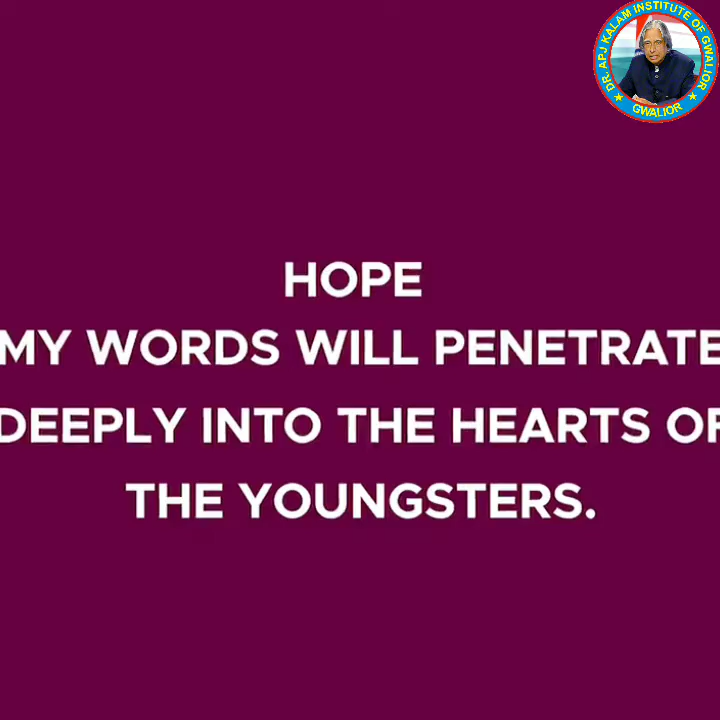 DR. APJ KALAM INSTITUTE OF GWALIOR
GWALIOR
HOPE
MY WORDS WILL PENETRATE
DEEPLY INTO THE HEARTS OF
THE YOUNGSTERS.